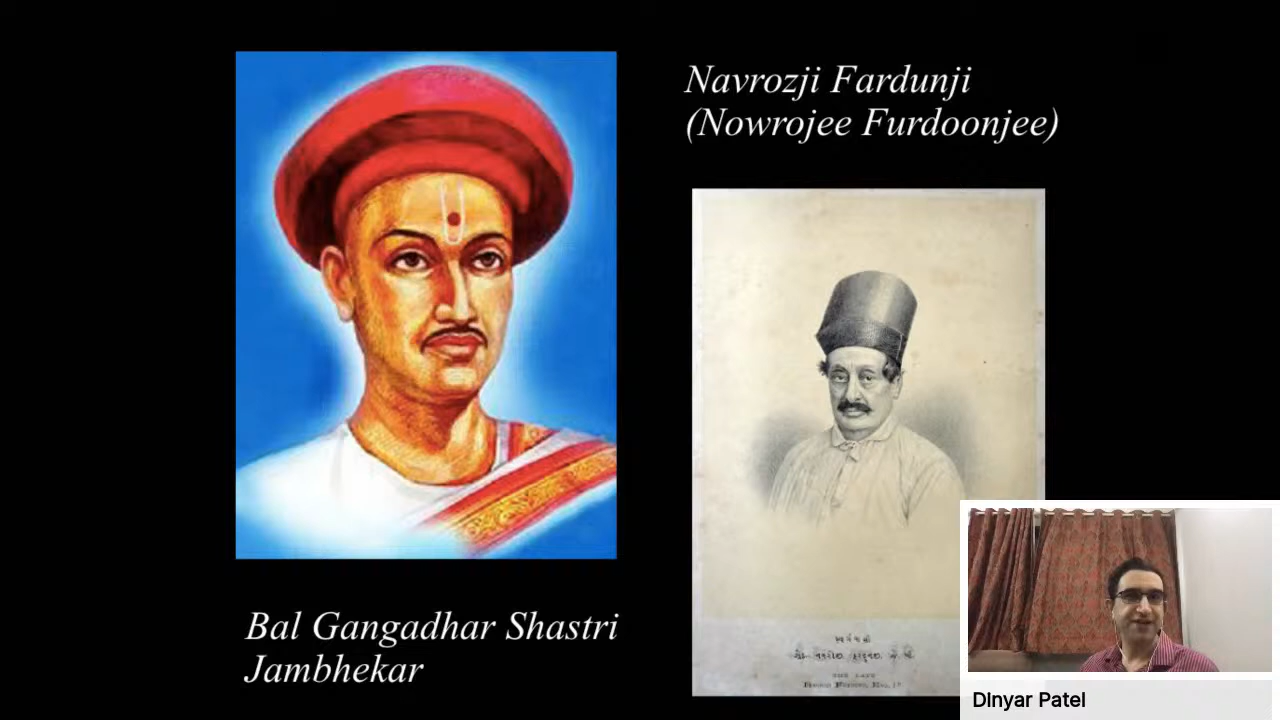 Navrozji Fardunji
(Nowrojee Furdoonjee)
Bal Gangadhar Shastri
Jambhekar
THE LATE
Dinyar Patel